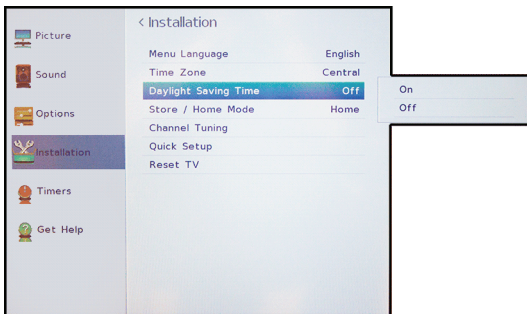 Picture
Sound
Options
Installation
Timers
Get Help
< Installation
Menu Language English
Time Zone Central
Daylight Saving Time Off
Store / Home Mode Home
Channel Tuning
Quick Setup
Reset TV
On
Off